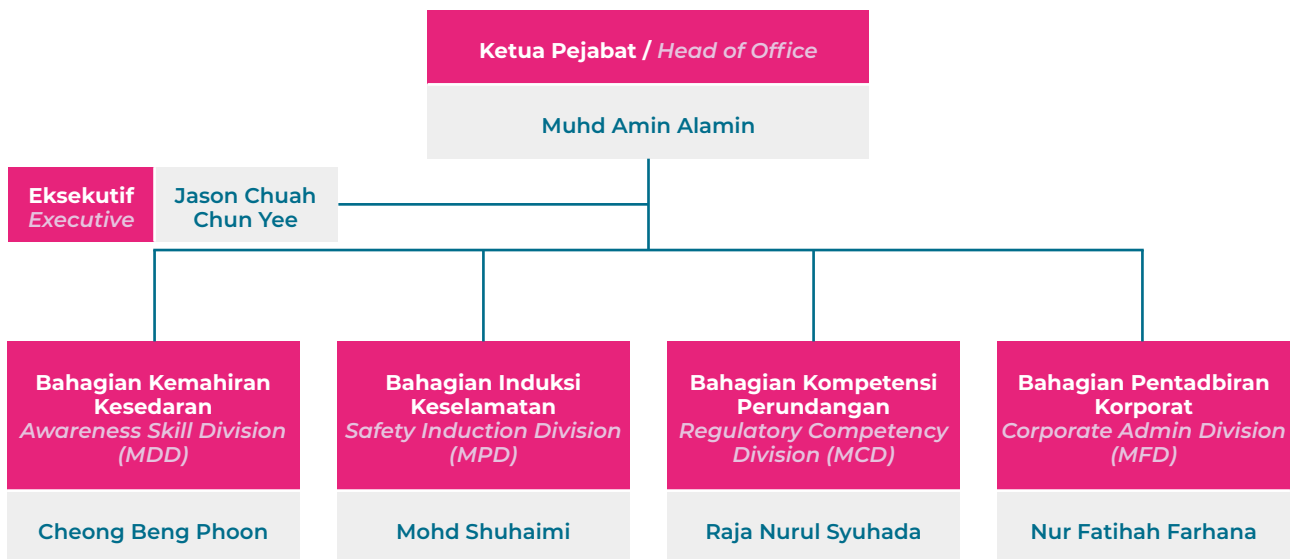 Ketua Pejabat / Head of Office
Muhd Amin Alamin
Eksekutif
Executive
Jason Chuah
Chun Yee
Bahagian Kemahiran
Kesedaran
Awareness Skill Division
(MDD)
Cheong Beng Phoon
Bahagian Induksi
Keselamatan
Safety Induction Division
(MPD)
Mohd Shuhaimi
Bahagian Kompetensi
Perundangan
Regulatory Competency
Division (MCD)
Raja Nurul Syuhada
Bahagian Pentadbiran
Korporat
Corporate Admin Division
(MFD)
Nur Fatihah Farhana